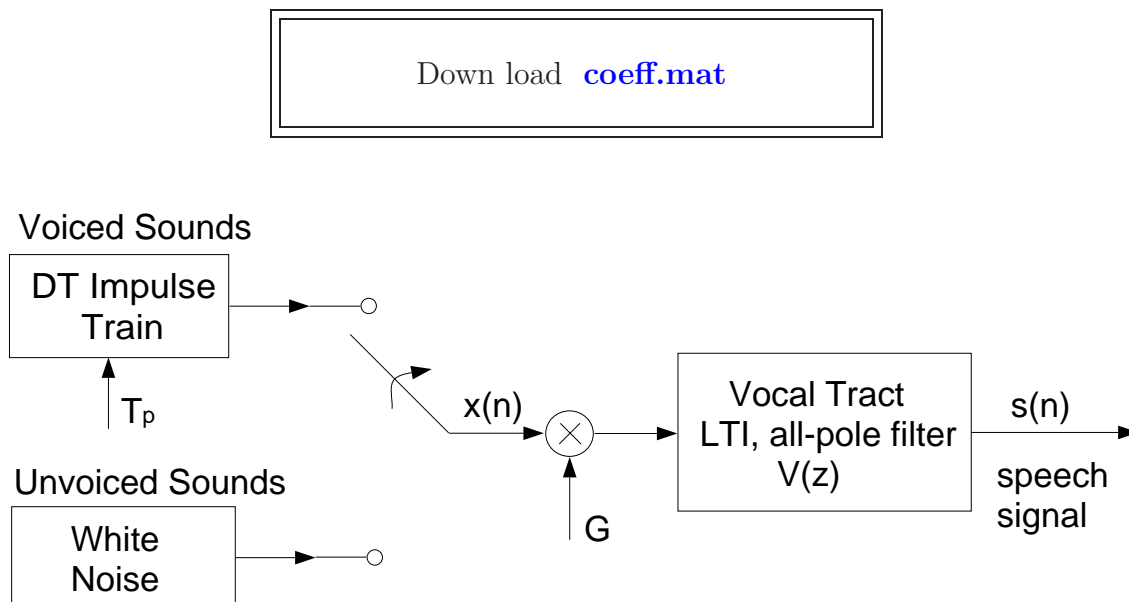 Down load coeff.mat
Voiced Sounds
DT Impulse
Train
Tp
x(n)
G
Vocal Tract
LTI, all-pole filter
V(z)
s(n)
speech
signal
Unvoiced Sounds
White
Noise